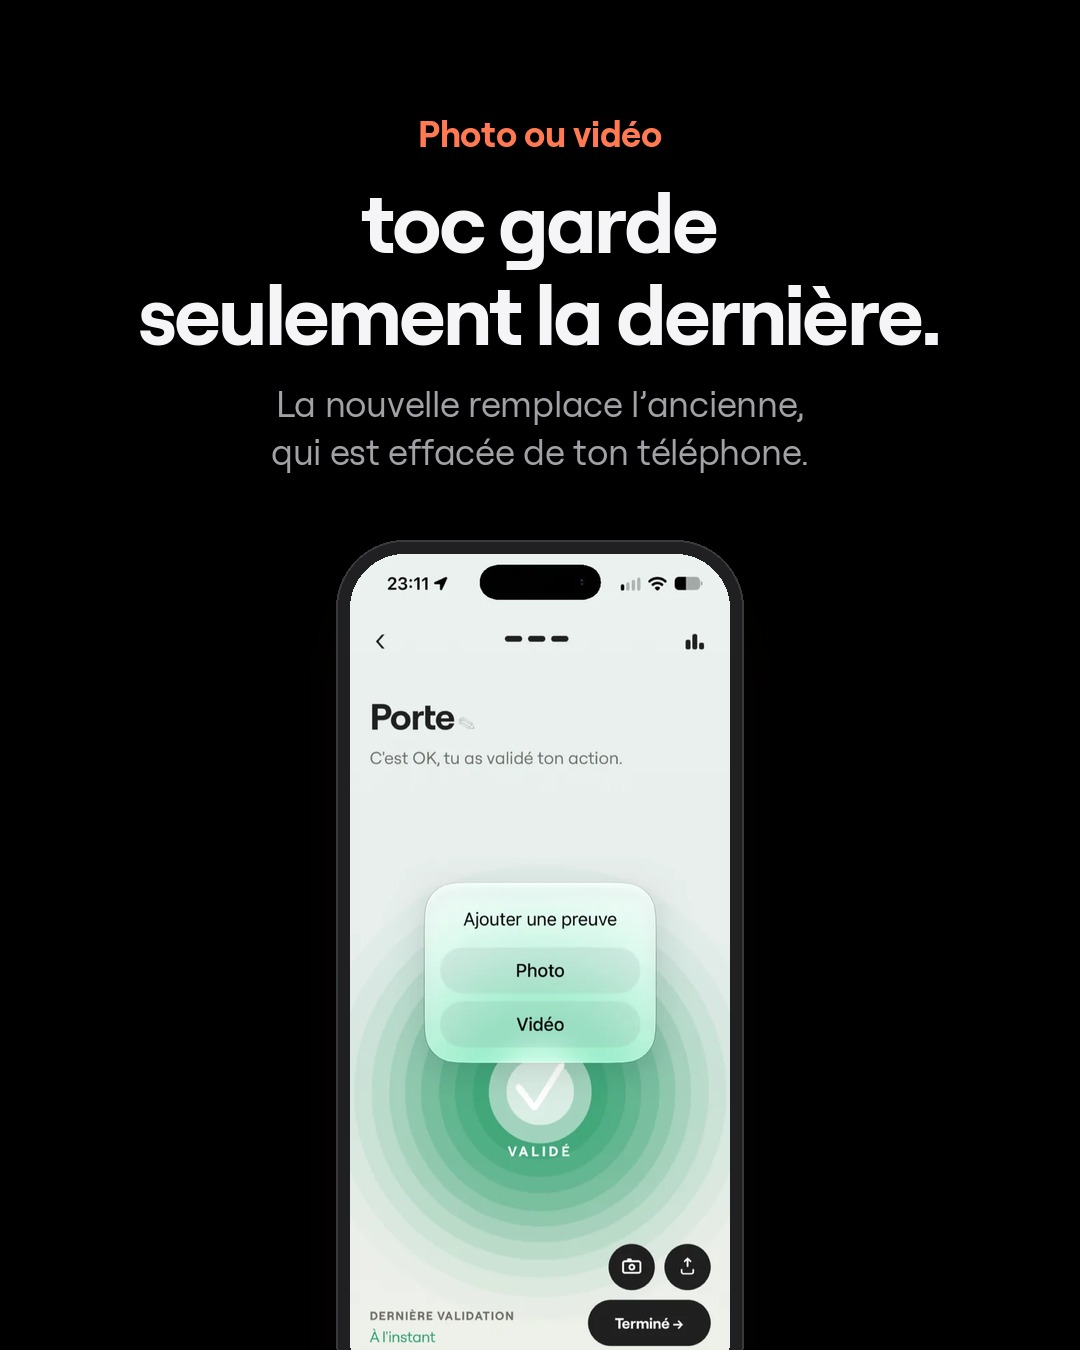 Photo ou vidéo
toc garde
seulement la dernière.
La nouvelle remplace l’ancienne,
qui est effacée de ton téléphone.
23:11
Porte
C'est OK, tu as validé ton action.
Ajouter une preuve
Photo
Vidéo
VALIDÉ
DERNIÈRE VALIDATION
À l'instant
Terminé →